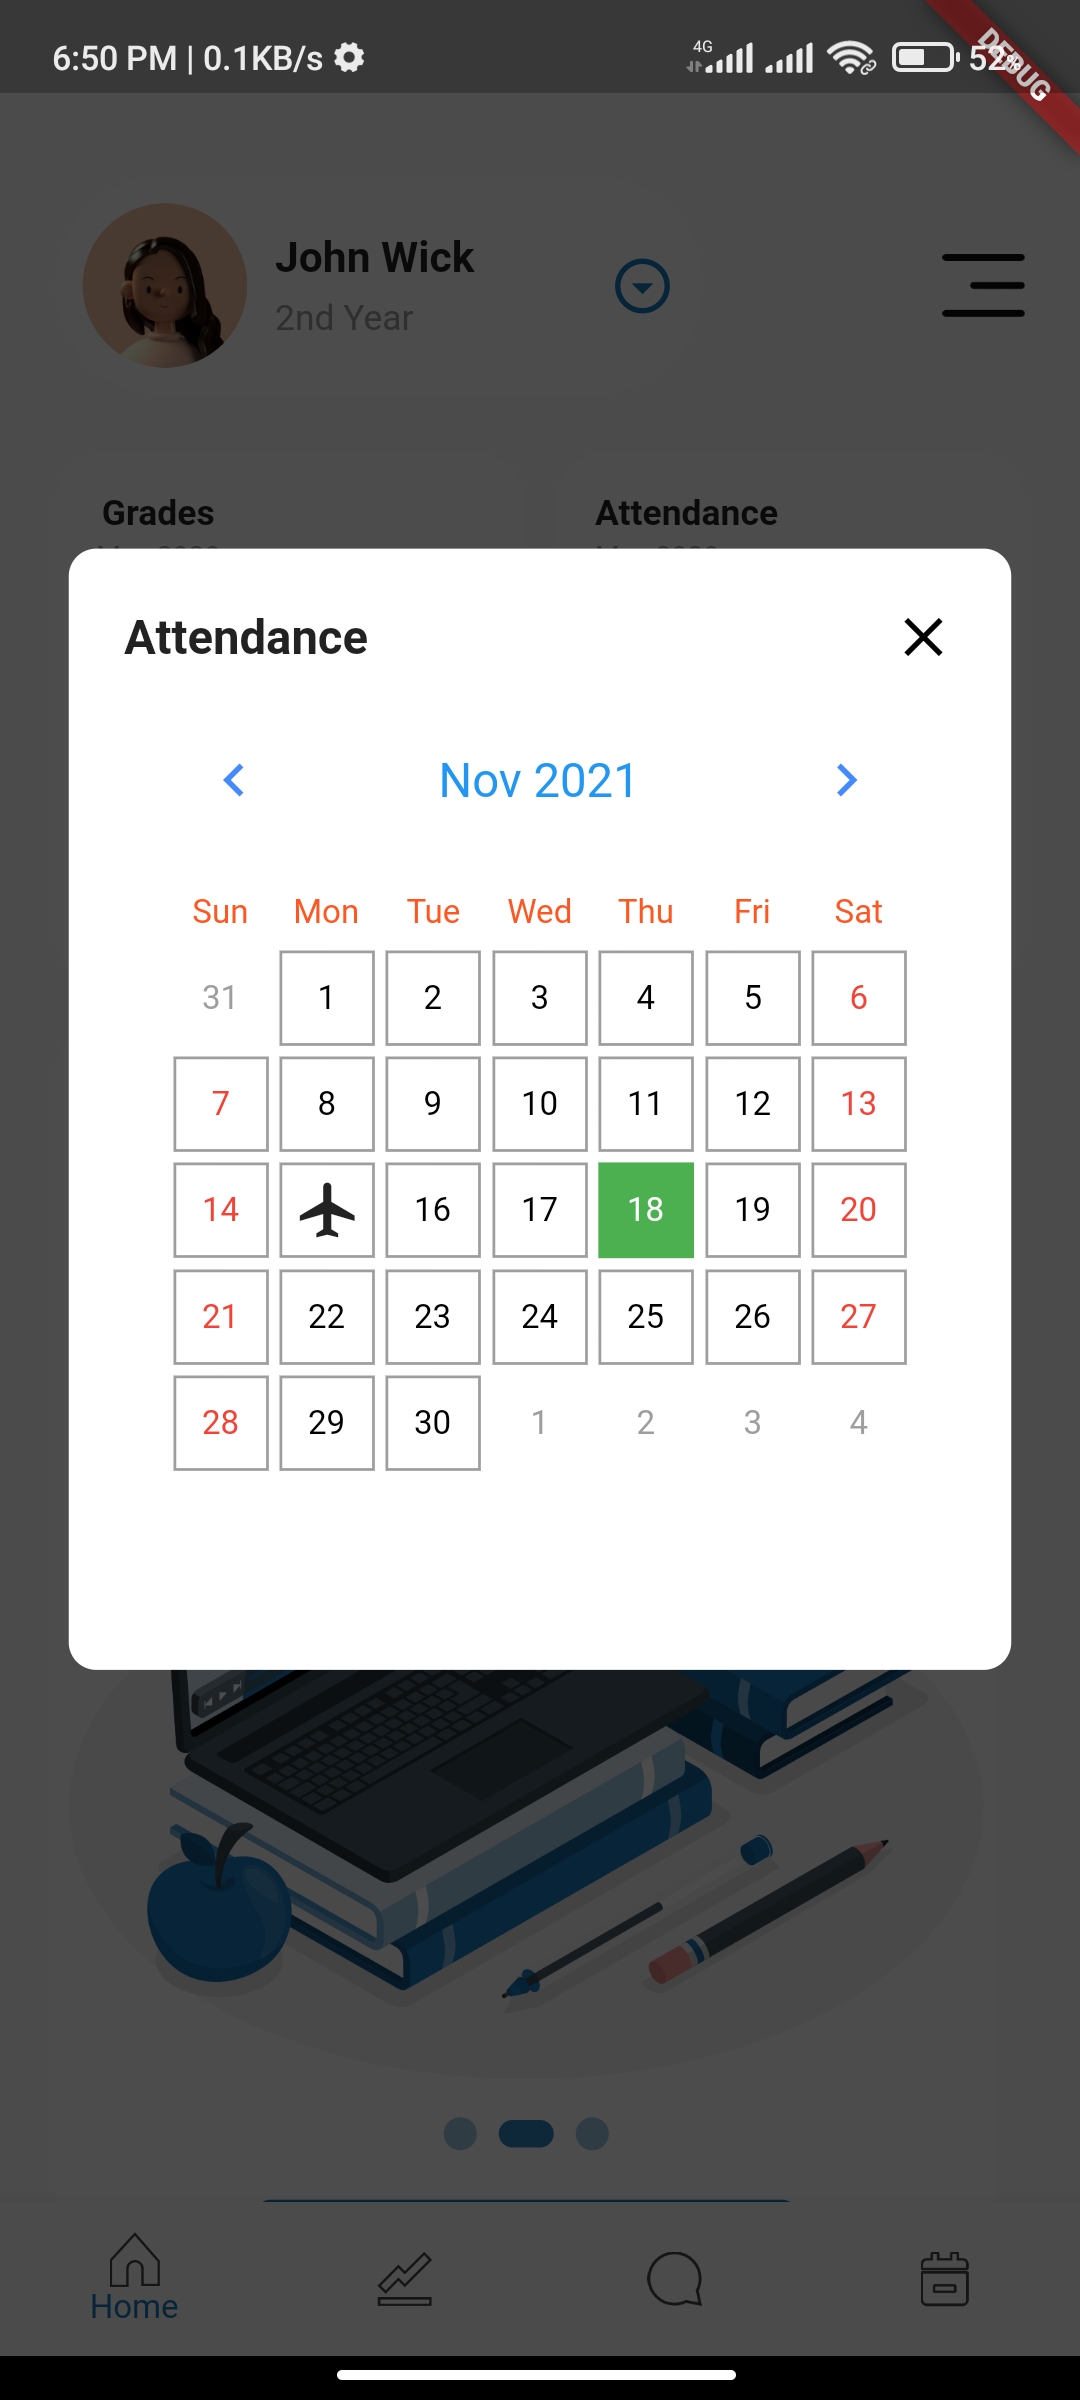 6:50 PM | 0.1KB/s
4G
DEBUG
John Wick
2nd Year
Grades
Attendance
Attendance
Nov 2021
Sun Mon Tue Wed Thu Fri Sat
31 1 2 3 4 5 6
7 8 9 10 11 12 13
14 16 17 18 19 20
21 22 23 24 25 26 27
28 29 30 1 2 3 4
Home